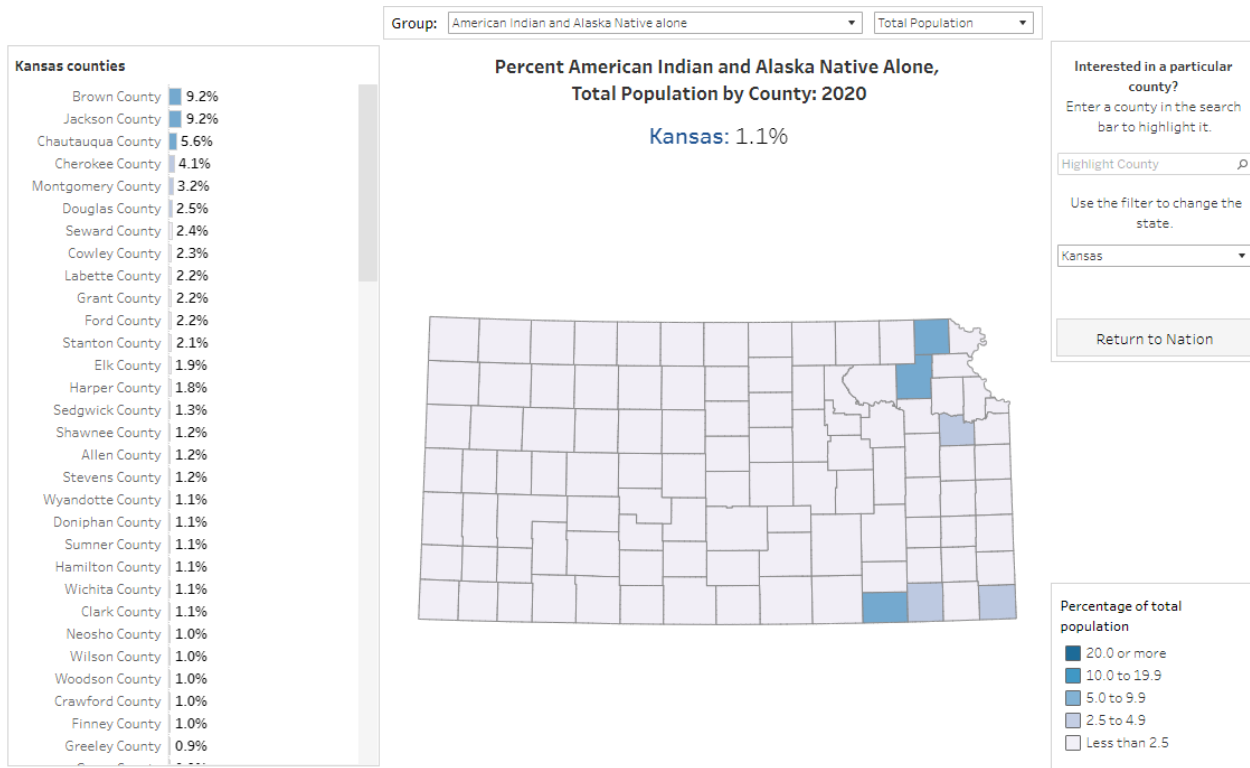 Group: American Indian and Alaska Native alone Total Population
Kansas counties
Brown County 9.2%
Jackson County 9.2%
Chautauqua County 5.6%
Cherokee County 4.1%
Montgomery County 3.2%
Douglas County 2.5%
Seward County 2.4%
Cowley County 2.3%
Labette County 2.2%
Grant County 2.2%
Ford County 2.2%
Stanton County 2.1%
Elk County 1.9%
Harper County 1.8%
Sedgwick County 1.3%
Shawnee County 1.2%
Allen County 1.2%
Stevens County 1.2%
Wyandotte County 1.1%
Doniphan County 1.1%
Sumner County 1.1%
Hamilton County 1.1%
Wichita County 1.1%
Clark County 1.1%
Neosho County 1.0%
Wilson County 1.0%
Woodson County 1.0%
Crawford County 1.0%
Finney County 1.0%
Greeley County 0.9%
Percent American Indian and Alaska Native Alone,
Total Population by County: 2020
Kansas: 1.1%
Interested in a particular
county?
Enter a county in the search
bar to highlight it.
Highlight County
Use the filter to change the
state.
Kansas
Return to Nation
Percentage of total
population
20.0 or more
10.0 to 19.9
5.0 to 9.9
2.5 to 4.9
Less than 2.5